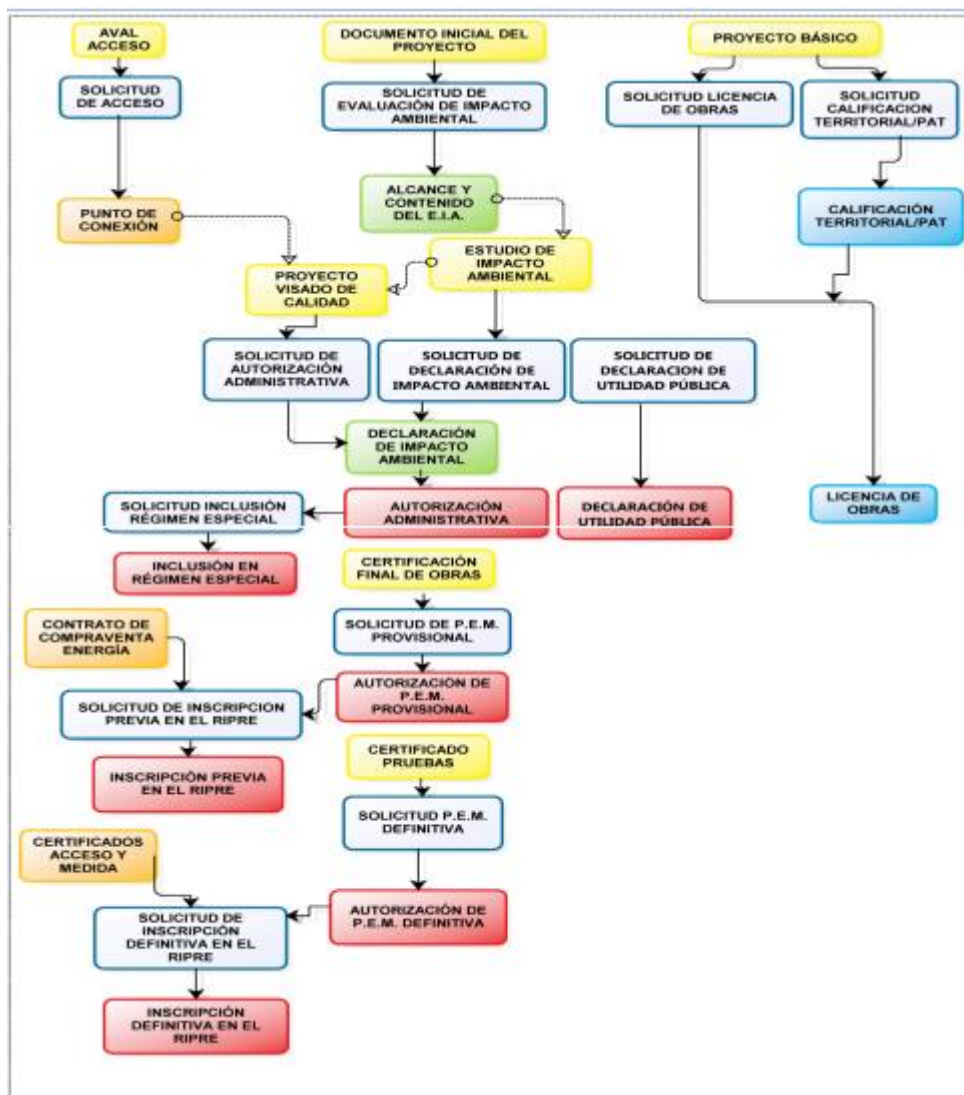 AVAL
ACCESO
DOCUMENTO INICIAL DEL
PROYECTO
PROYECTO BÁSICO
SOLICITUD
DE ACCESO
SOLICITUD DE
EVALUACIÓN DE IMPACTO
AMBIENTAL
SOLICITUD LICENCIA
DE OBRAS
SOLICITUD
CALIFICACION
TERRITORIAL/PAT
PUNTO DE
CONEXIÓN
ALCANCE Y
CONTENIDO
DEL E.I.A.
CALIFICACIÓN
TERRITORIAL/PAT
ESTUDIO DE
IMPACTO
AMBIENTAL
PROYECTO
VISADO DE
CALIDAD
SOLICITUD DE
AUTORIZACIÓN
ADMINISTRATIVA
SOLICITUD DE
DECLARACIÓN DE
IMPACTO AMBIENTAL
SOLICITUD DE
DECLARACION DE
UTILIDAD PÚBLICA
DECLARACIÓN
DE IMPACTO
AMBIENTAL
SOLICITUD INCLUSIÓN
RÉGIMEN ESPECIAL
AUTORIZACIÓN
ADMINISTRATIVA
DECLARACIÓN DE
UTILIDAD PÚBLICA
LICENCIA DE
OBRAS
INCLUSIÓN EN
RÉGIMEN ESPECIAL
CERTIFICACIÓN
FINAL DE OBRAS
CONTRATO DE
COMPRAVENTA
ENERGÍA
SOLICITUD DE P.E.M.
PROVISIONAL
SOLICITUD DE INSCRIPCION
PREVIA EN EL RIPRE
AUTORIZACIÓN DE
P.E.M.
PROVISIONAL
INSCRIPCIÓN PREVIA
EN EL RIPRE
CERTIFICADO
PRUEBAS
SOLICITUD P.E.M.
DEFINITIVA
CERTIFICADOS
ACCESO Y
MEDIDA
AUTORIZACIÓN DE
P.E.M. DEFINITIVA
SOLICITUD DE
INSCRIPCIÓN
DEFINITIVA EN EL
RIPRE
INSCRIPCIÓN
DEFINITIVA EN EL
RIPRE